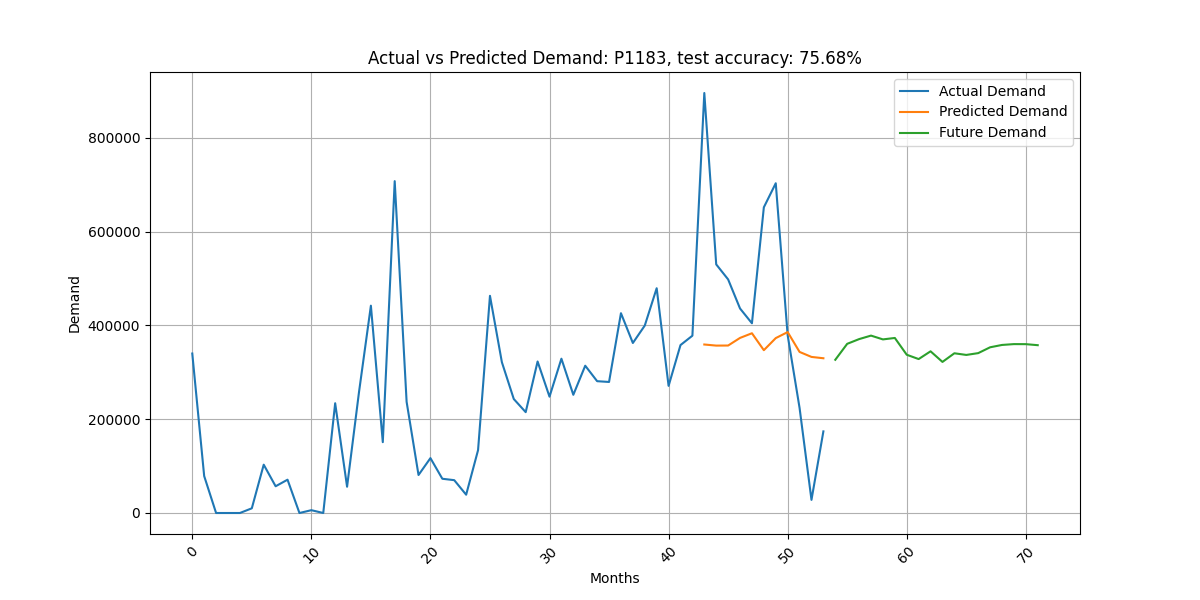 Actual vs Predicted Demand: P1183, test accuracy: 75.68%
Actual Demand
Predicted Demand
Future Demand
800000
600000
400000
200000
0
Demand
0 10 20 30 40 50 60 70
Months